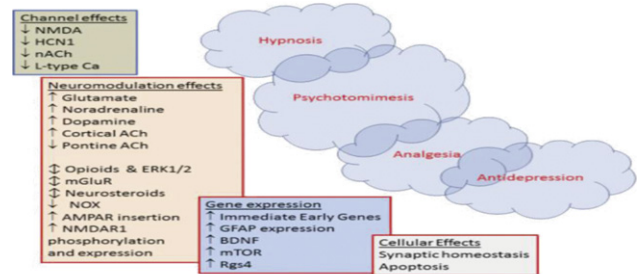 Channel effects
↓ NMDA
↓ HCN1
↓ nACh
↓ L-type Ca
Neuromodulation effects
↑ Glutamate
↑ Noradrenaline
↑ Dopamine
↑ Cortical ACh
↓ Pontine ACh
↕ Opioids & ERK1/2
↕ mGluR
↕ Neurosteroids
↓ NOX
↑ AMPAR insertion
↑ NMDAR1
phosphorylation
and expression
Gene expression
↑ Immediate Early Genes
↑ GFAP expression
↑ BDNF
↑ mTOR
↑ Rgs4
Cellular Effects
Synaptic homeostasis
Apoptosis
Hypnosis
Psychotomimesis
Analgesia
Antidepression